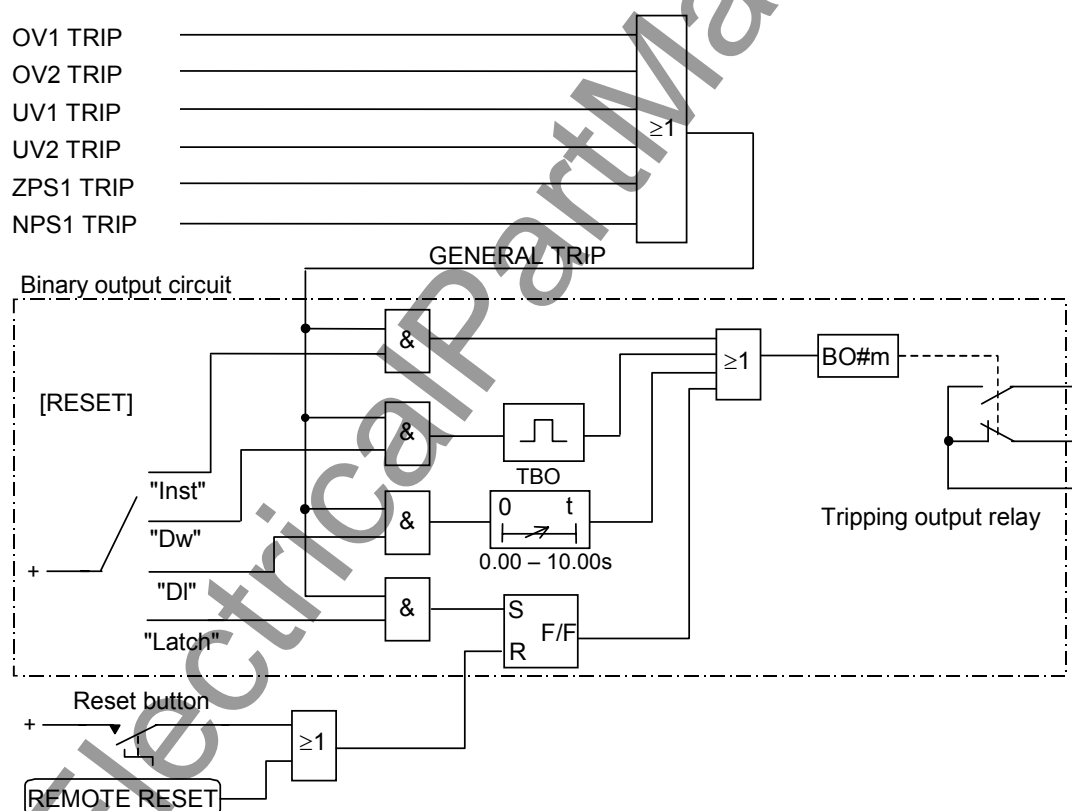 OV1 TRIP
OV2 TRIP
UV1 TRIP
UV2 TRIP
ZPS1 TRIP
NPS1 TRIP
≥1
GENERAL TRIP
Binary output circuit
&
≥1
BO#m
[RESET]
&
"Inst"
TBO
0 t
&
"Dw"
Tripping output relay
+
0.00 – 10.00s
"Dl"
&
S
F/F
R
"Latch"
Reset button
+
≥1
REMOTE RESET
ElectricalPartMa